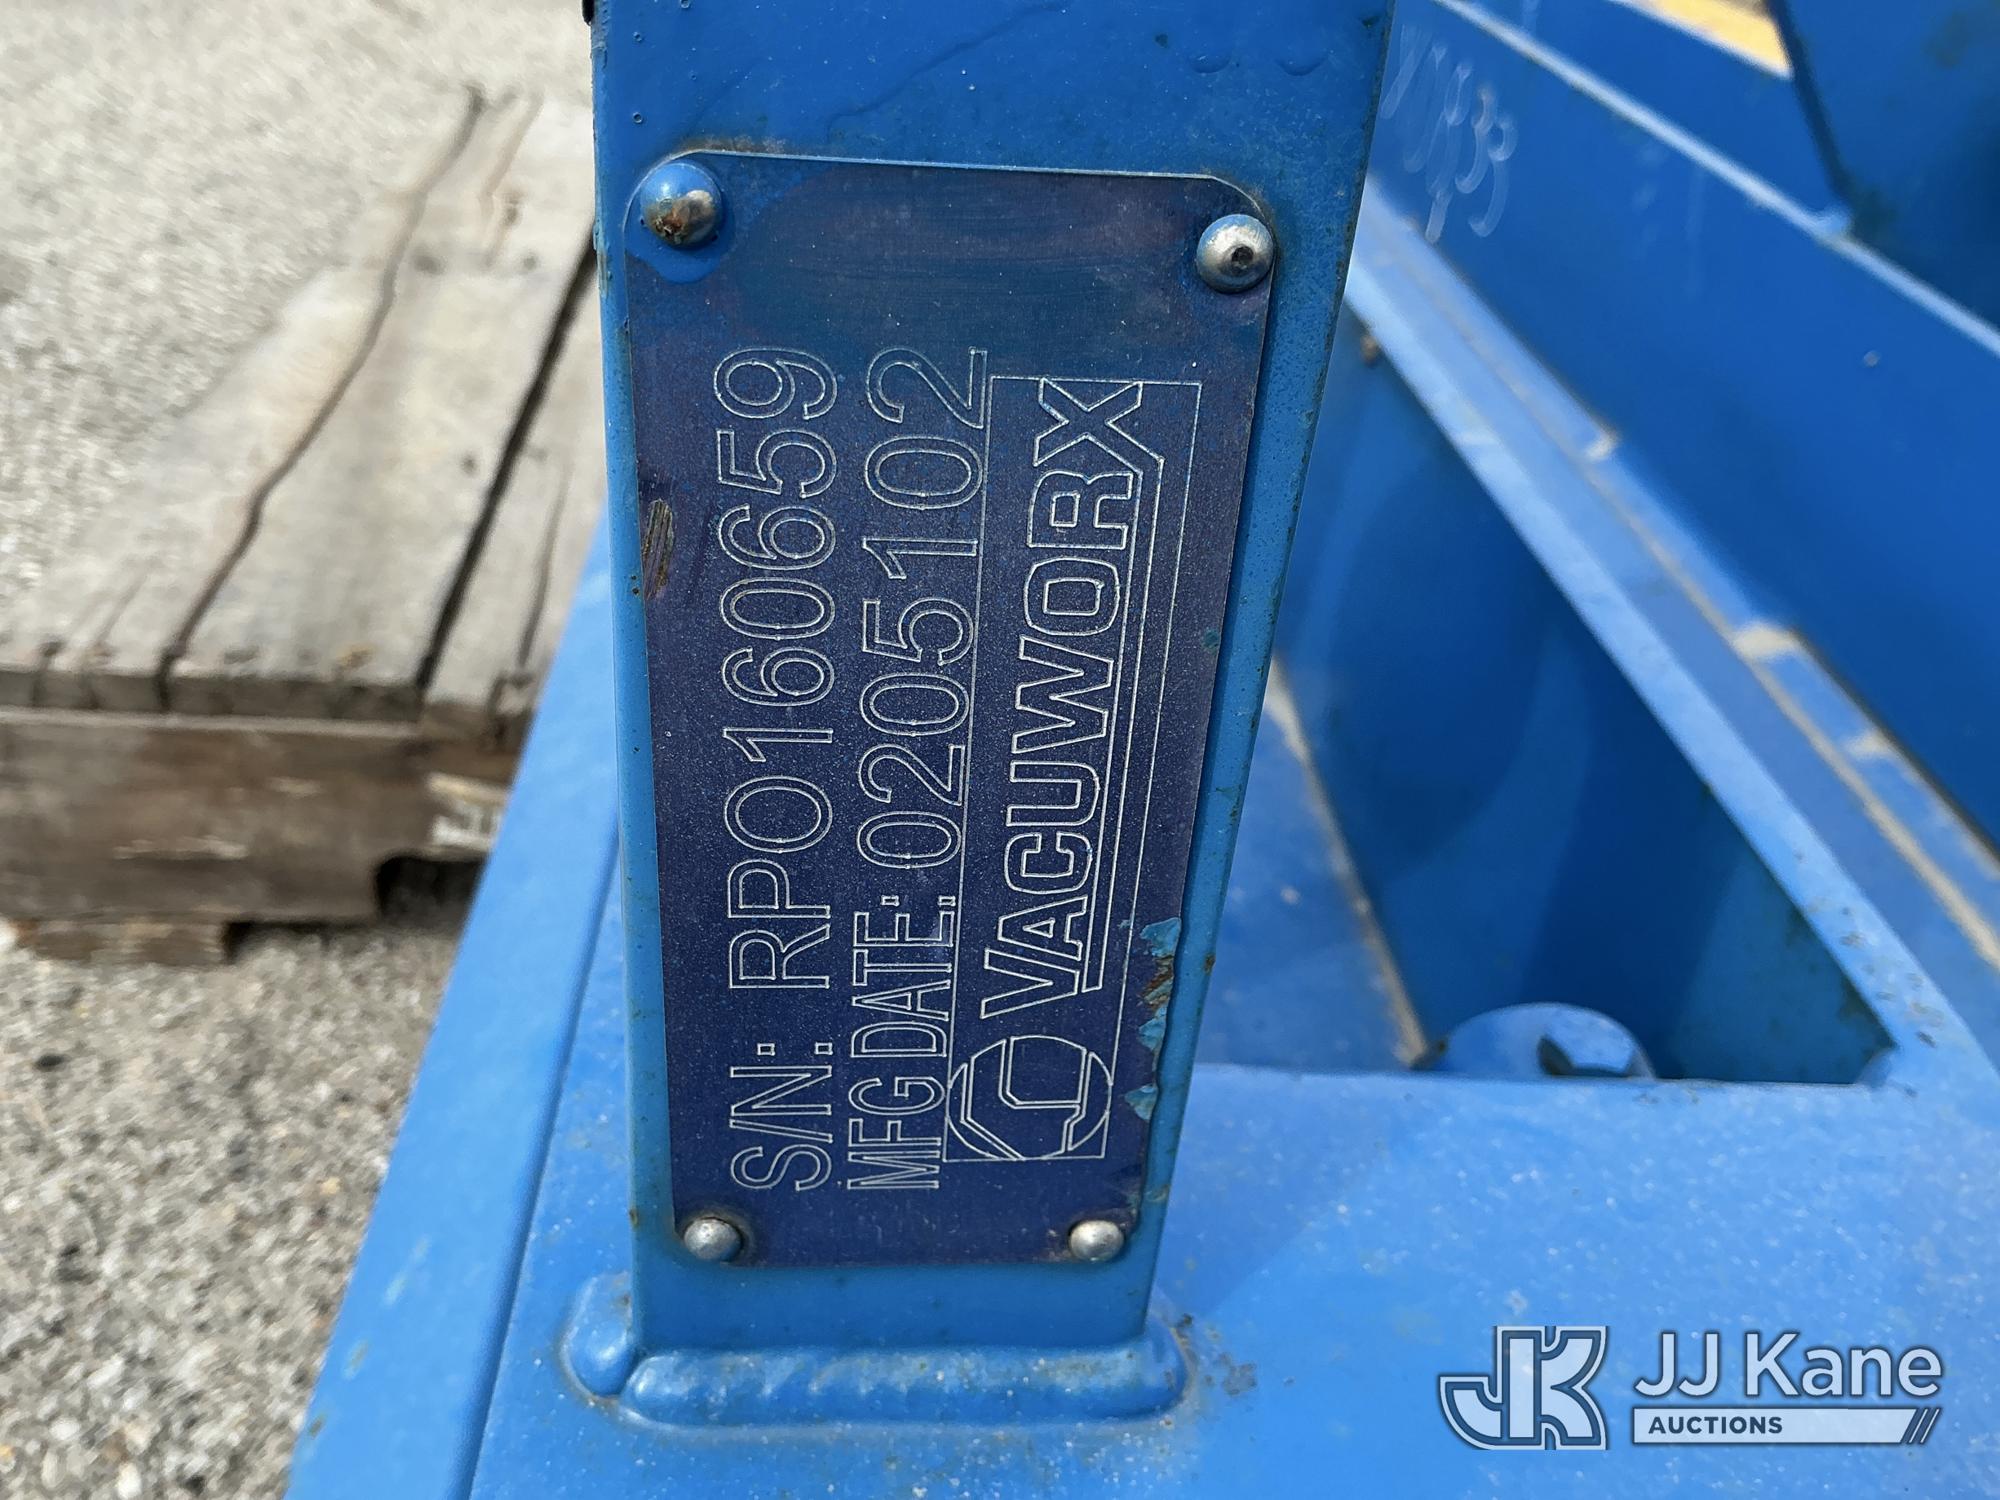 S/N: RP0160659
MFG DATE: 0205102
VACUWORX
JJ Kane
AUCTIONS